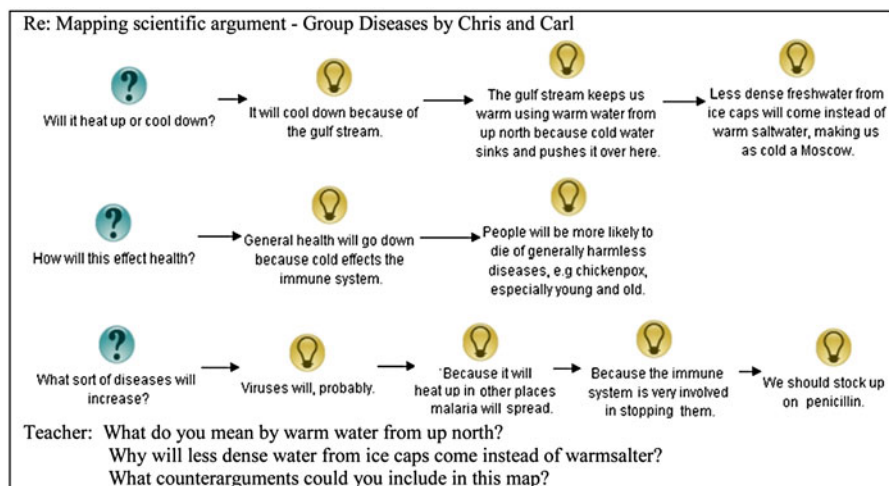 Re: Mapping scientific argument - Group Diseases by Chris and Carl
Will it heat up or cool down?
It will cool down because of
the gulf stream.
The gulf stream keeps us
warm using warm water from
up north because cold water
sinks and pushes it over here.
Less dense freshwater from
ice caps will come instead of
warm saltwater, making us
as cold a Moscow.
How will this effect health?
General health will go down
because cold effects the
immune system.
People will be more likely to
die of generally harmless
diseases, e.g chickenpox,
especially young and old.
What sort of diseases will
increase?
Viruses will, probably.
'Because it will
heat up in other places
malaria will spread.
Because the immune
system is very involved
in stopping them.
We should stock up
on penicillin.
Teacher: What do you mean by warm water from up north?
Why will less dense water from ice caps come instead of warmsalter?
What counterarguments could you include in this map?